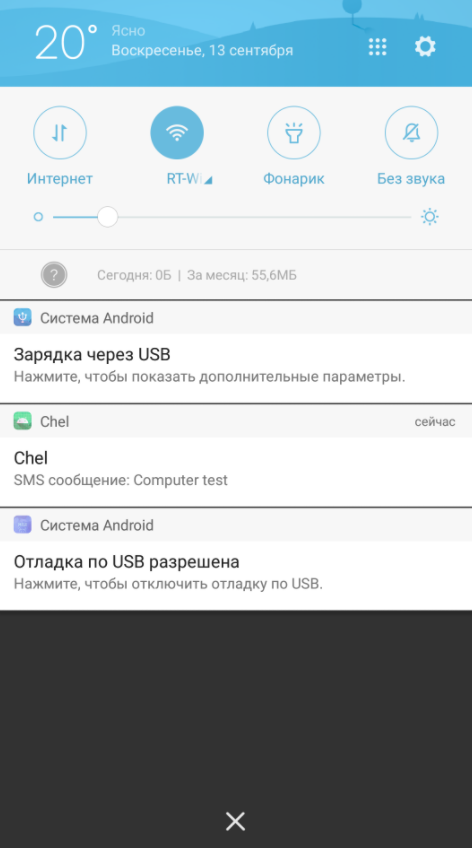 20°
Ясно
Воскресенье, 13 сентября
Интернет
RT-Wi
Фонарик
Без звука
Сегодня: 0Б | За месяц: 55,6МБ
Система Android
Зарядка через USB
Нажмите, чтобы показать дополнительные параметры.
Chel
сейчас
Chel
SMS сообщение: Computer test
Система Android
Отладка по USB разрешена
Нажмите, чтобы отключить отладку по USB.